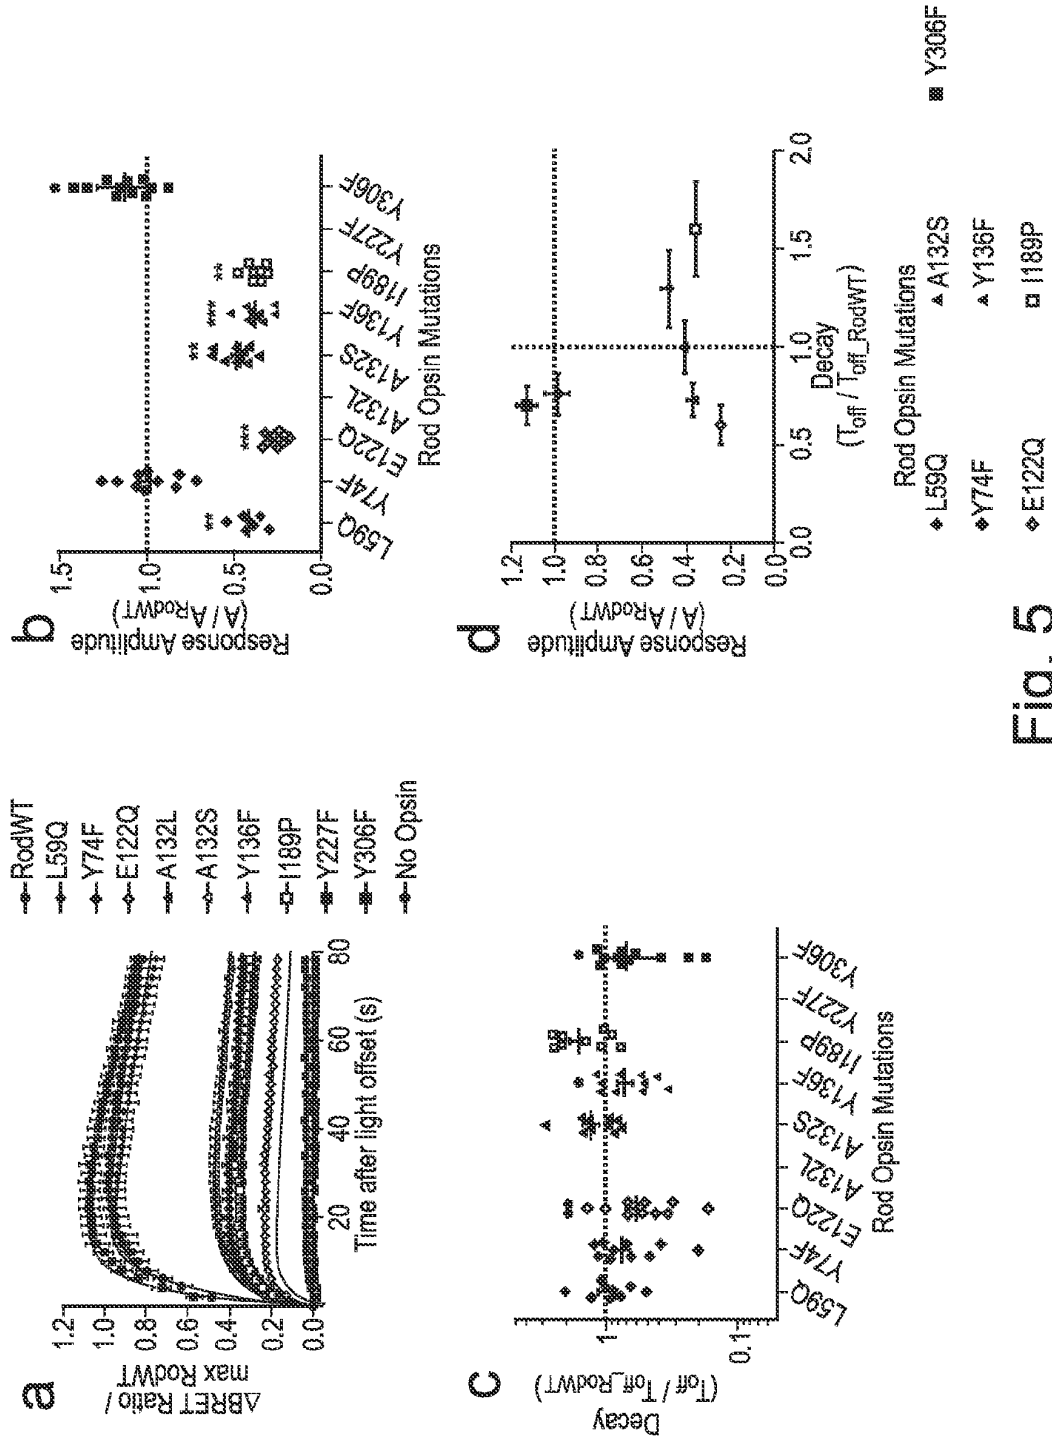 a
ΔBRET Ratio /
max RodWT
1.2
1.0
0.8
0.6
0.4
0.2
0.0
20
40
60
80
Time after light offset (s)
RodWT
L59Q
Y74F
E122Q
A132L
A132S
Y136F
I189P
Y227F
Y306F
No Opsin
b
Response Amplitude
(A / A RodWT)
1.5
1.0
0.5
0.0
**
***
**
***
**
L59Q
Y74F
E122Q
A132L
A132S
Y136F
I189P
Y227F
Y306F
Rod Opsin Mutations
c
Decay
(Toff / Toff_RodWT)
1
0.1
L59Q
Y74F
E122Q
A132L
A132S
Y136F
I189P
Y227F
Y306F
Rod Opsin Mutations
d
Response Amplitude
(A / A RodWT)
1.2
1.0
0.8
0.6
0.4
0.2
0.0
0.0
0.5
1.0
1.5
2.0
Decay
(Toff / Toff_RodWT)
Rod Opsin Mutations
L59Q
A132S
Y306F
Y74F
Y136F
E122Q
I189P
Fig. 5